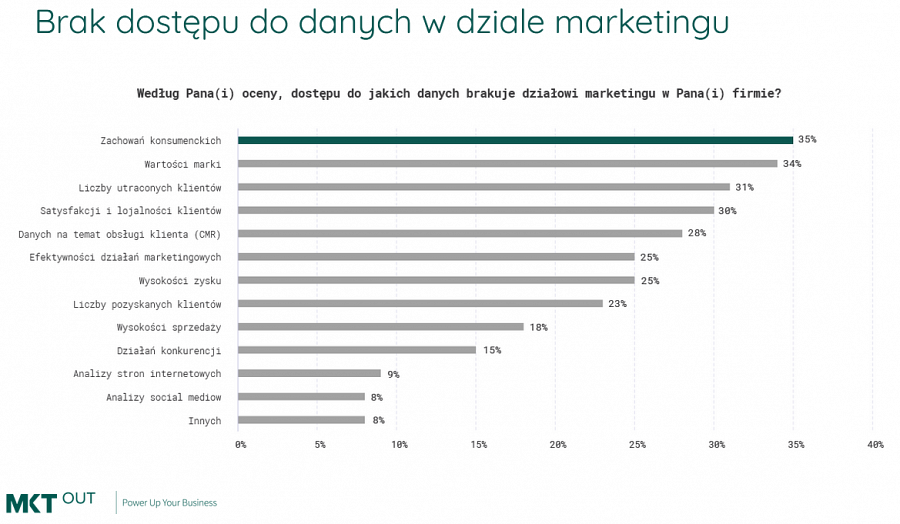 Brak dostępu do danych w dziale marketingu
Według Pana(i) oceny, dostępu do jakich danych brakuje działowi marketingu w Pana(i) firmie?
Zachowań konsumenckich 35%
Wartości marki 34%
Liczby utraconych klientów 31%
Satysfakcji i lojalności klientów 30%
Danych na temat obsługi klienta (CMR) 28%
Efektywności działań marketingowych 25%
Wysokości zysku 25%
Liczby pozyskanych klientów 23%
Wysokości sprzedaży 18%
Działań konkurencji 15%
Analizy stron internetowych 9%
Analizy social mediow 8%
Innych 8%
0% 5% 10% 15% 20% 25% 30% 35% 40%
MKT OUT Power Up Your Business